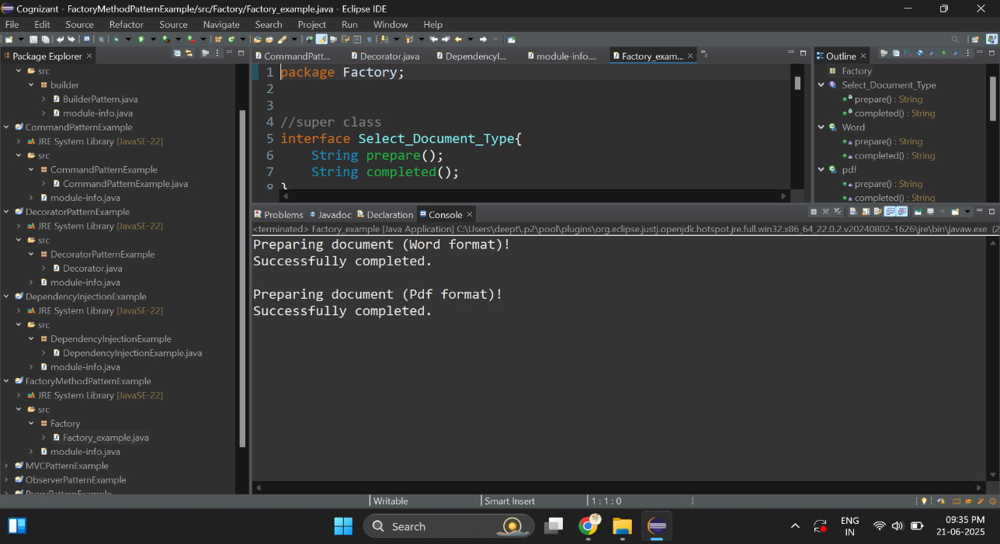 Cognizant - FactoryMethodPatternExample/src/Factory/Factory_example.java - Eclipse IDE
File Edit Source Refactor Source Navigate Search Project Run Window Help
Package Explorer
src
builder
BuilderPattern.java
module-info.java
CommandPatternExample
JRE System Library [JavaSE-22]
src
CommandPatternExample
CommandPatternExample.java
module-info.java
DecoratorPatternExample
JRE System Library [JavaSE-22]
src
DecoratorPatternExample
Decorator.java
module-info.java
DependencyInjectionExample
JRE System Library [JavaSE-22]
src
DependencyInjectionExample
DependencyInjectionExample.java
module-info.java
FactoryMethodPatternExample
JRE System Library [JavaSE-22]
src
Factory
Factory_example.java
module-info.java
MVCPatternExample
ObserverPatternExample
ProxyPatternExample
CommandPatt... Decorator.java DependencyI... module-info.... Factory_exam...
1 package Factory;
2
3
4 //super class
5 interface Select_Document_Type{
6 String prepare();
7 String completed();
8 }
Outline
Factory
Select_Document_Type
prepare() : String
completed() : String
Word
prepare() : String
completed() : String
pdf
prepare() : String
completed() : String
Problems Javadoc Declaration Console
<terminated> Factory_example [Java Application] C:\Users\deept\.p2\pool\plugins\org.eclipse.justj.openjdk.hotspot.jre.full.win32.x86_64_22.0.2.v20240802-1626\jre\bin\javaw.exe (2
Preparing document (Word format)!
Successfully completed.
Preparing document (Pdf format)!
Successfully completed.
Writable Smart Insert 1 : 1 : 0
Search
ENG
IN
09:35 PM
21-06-2025